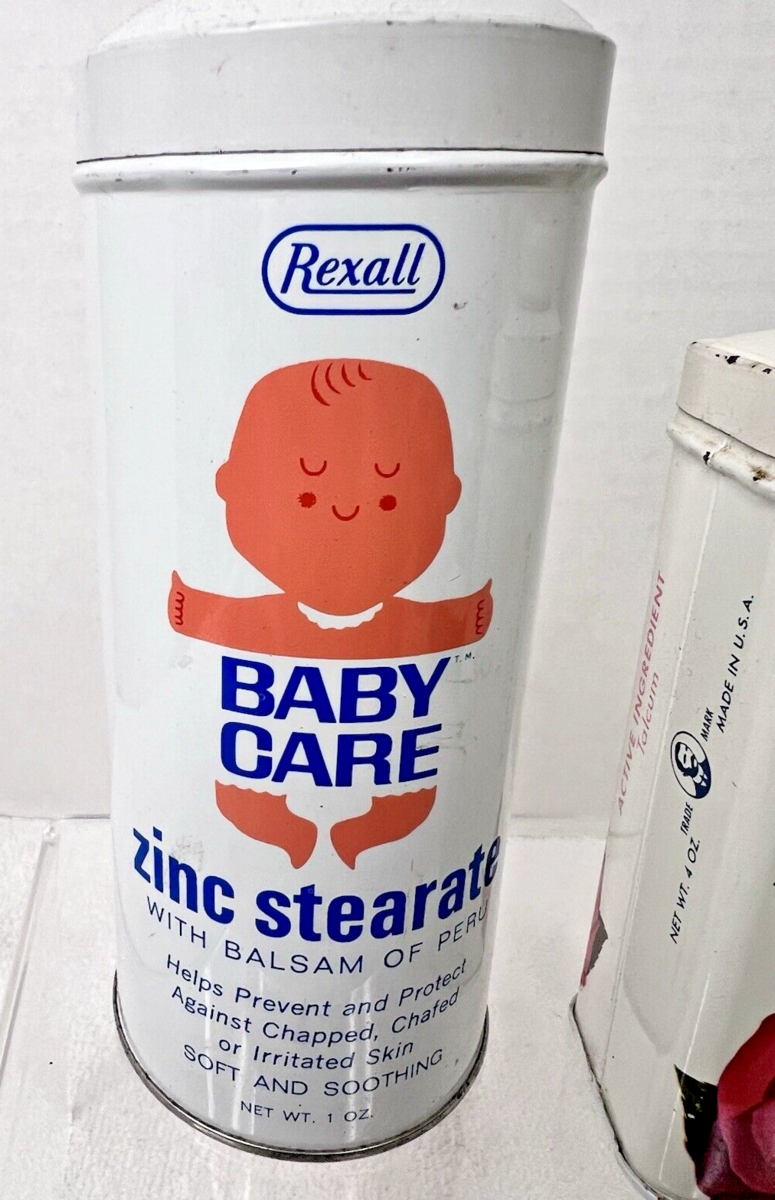 Rexall
BABY
CARE
T.M.
zinc stearate
WITH BALSAM OF PERU
Helps Prevent and Protect
Against Chapped, Chafed
or Irritated Skin
SOFT AND SOOTHING
NET WT. 1 OZ.
ACTIVE INGREDIENT
Talcum
NET WT. 4 OZ.
TRADE MARK
MADE IN U.S.A.